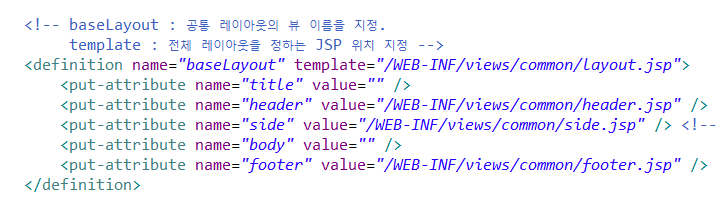 <!-- baseLayout : 공통 레이아웃의 뷰 이름을 지정.
template : 전체 레이아웃을 정하는 JSP 위치 지정 -->
<definition name="baseLayout" template="/WEB-INF/views/common/layout.jsp">
<put-attribute name="title" value="" />
<put-attribute name="header" value="/WEB-INF/views/common/header.jsp" />
<put-attribute name="side" value="/WEB-INF/views/common/side.jsp" /> <!--
<put-attribute name="body" value="" />
<put-attribute name="footer" value="/WEB-INF/views/common/footer.jsp" />
</definition>